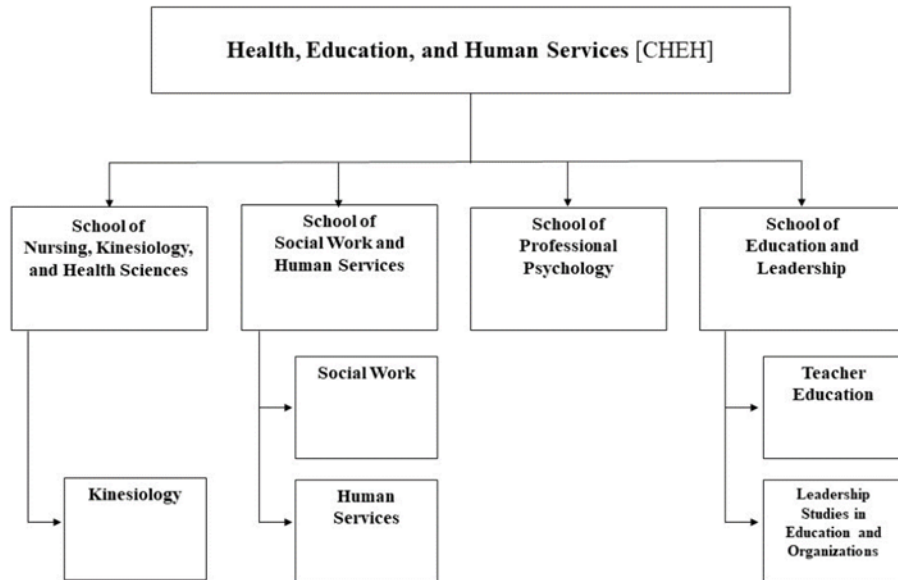 Health, Education, and Human Services [CHEH]
School of
Nursing, Kinesiology,
and Health Sciences
School of
Social Work and
Human Services
School of
Professional
Psychology
School of
Education and
Leadership
Social Work
Teacher
Education
Kinesiology
Human
Services
Leadership
Studies in
Education and
Organizations